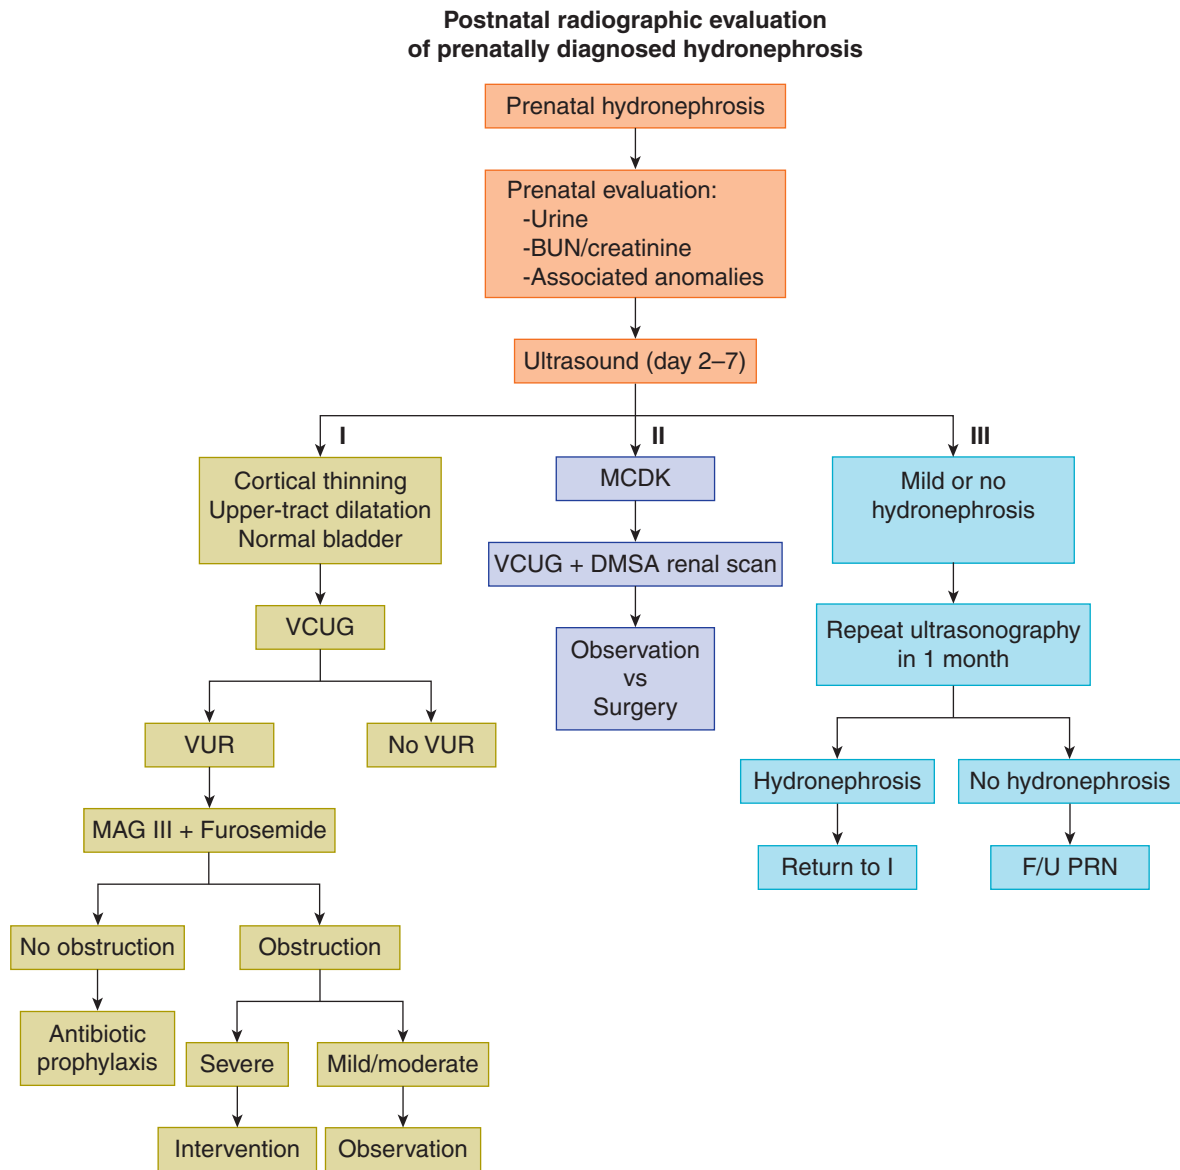 Postnatal radiographic evaluation
of prenatally diagnosed hydronephrosis
Prenatal hydronephrosis
Prenatal evaluation:
-Urine
-BUN/creatinine
-Associated anomalies
Ultrasound (day 2–7)
I
Cortical thinning
Upper-tract dilatation
Normal bladder
VCUG
VUR
No VUR
MAG III + Furosemide
No obstruction
Obstruction
Antibiotic
prophylaxis
Severe
Mild/moderate
Intervention
Observation
II
MCDK
VCUG + DMSA renal scan
Observation
vs
Surgery
III
Mild or no
hydronephrosis
Repeat ultrasonography
in 1 month
Hydronephrosis
No hydronephrosis
Return to I
F/U PRN